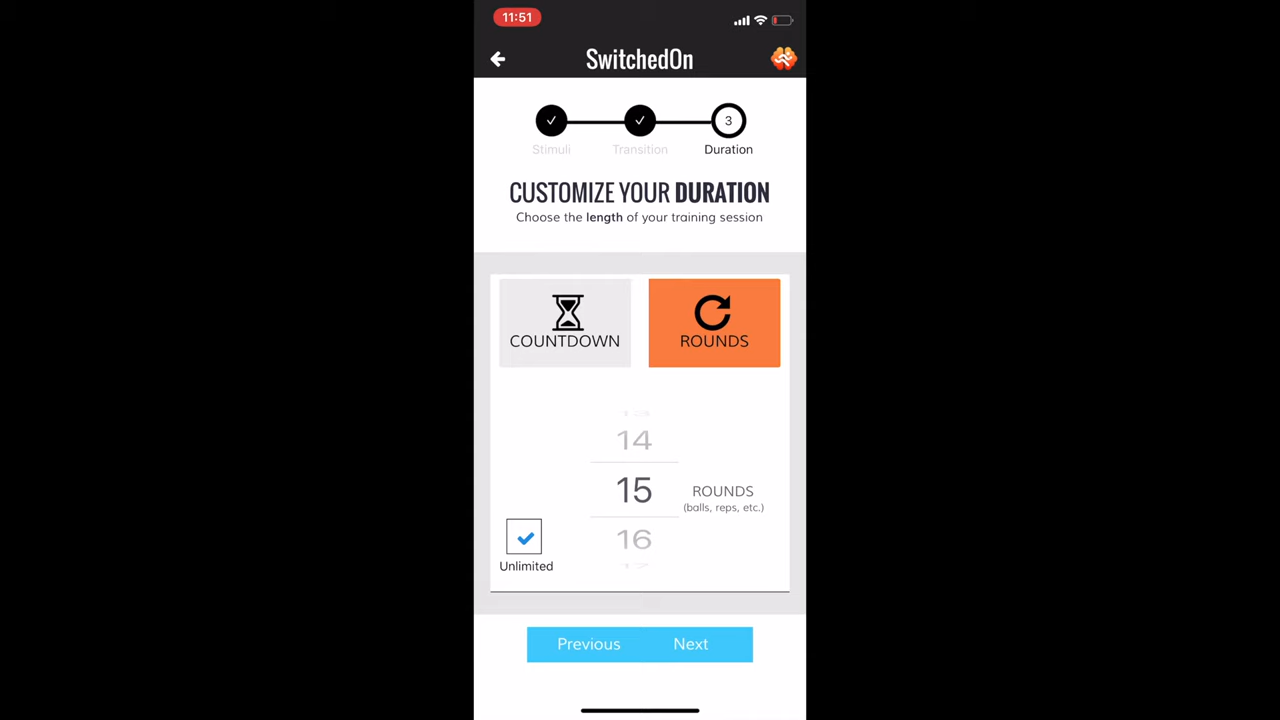 11:51
SwitchedOn
3
Stimuli
Transition
Duration
CUSTOMIZE YOUR DURATION
Choose the length of your training session
COUNTDOWN
ROUNDS
14
15
16
ROUNDS
(balls, reps, etc.)
Unlimited
Previous
Next